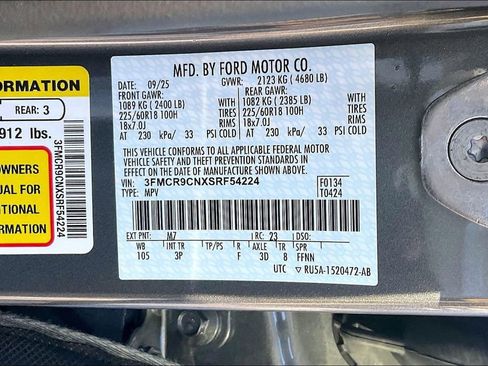 FORMATION
REAR: 3
912 lbs.
OWNERS
UAL FOR
TIONAL
MATION
3FMCR9CNXSRF54224
MFD. BY FORD MOTOR CO.
DATE: 09/25 GVWR: 2123 KG ( 4680 LB)
FRONT GAWR: REAR GAWR:
1089 KG ( 2400 LB) WITH 1082 KG ( 2385 LB) WITH
225/60R18 100H TIRES 225/60R18 100H TIRES
18x7.0J RIMS 18x7.0J RIMS
AT 230 kPa/ 33 PSI COLD AT 230 kPa/ 33 PSI COLD
THIS VEHICLE CONFORMS TO ALL APPLICABLE FEDERAL MOTOR
VEHICLE SAFETY, BUMPER, AND THEFT PREVENTION STANDARDS IN
EFFECT ON THE DATE OF MANUFACTURE SHOWN ABOVE.
VIN: 3FMCR9CNXSRF54224 F0134
TYPE: MPV T0424
EXT PNT: M7 RC: 23 DSO:
WB INT TR TP/PS R AXLE TR SPR
105 3P F 3D 8 FFNN
UTC RU5A-1520472-AB